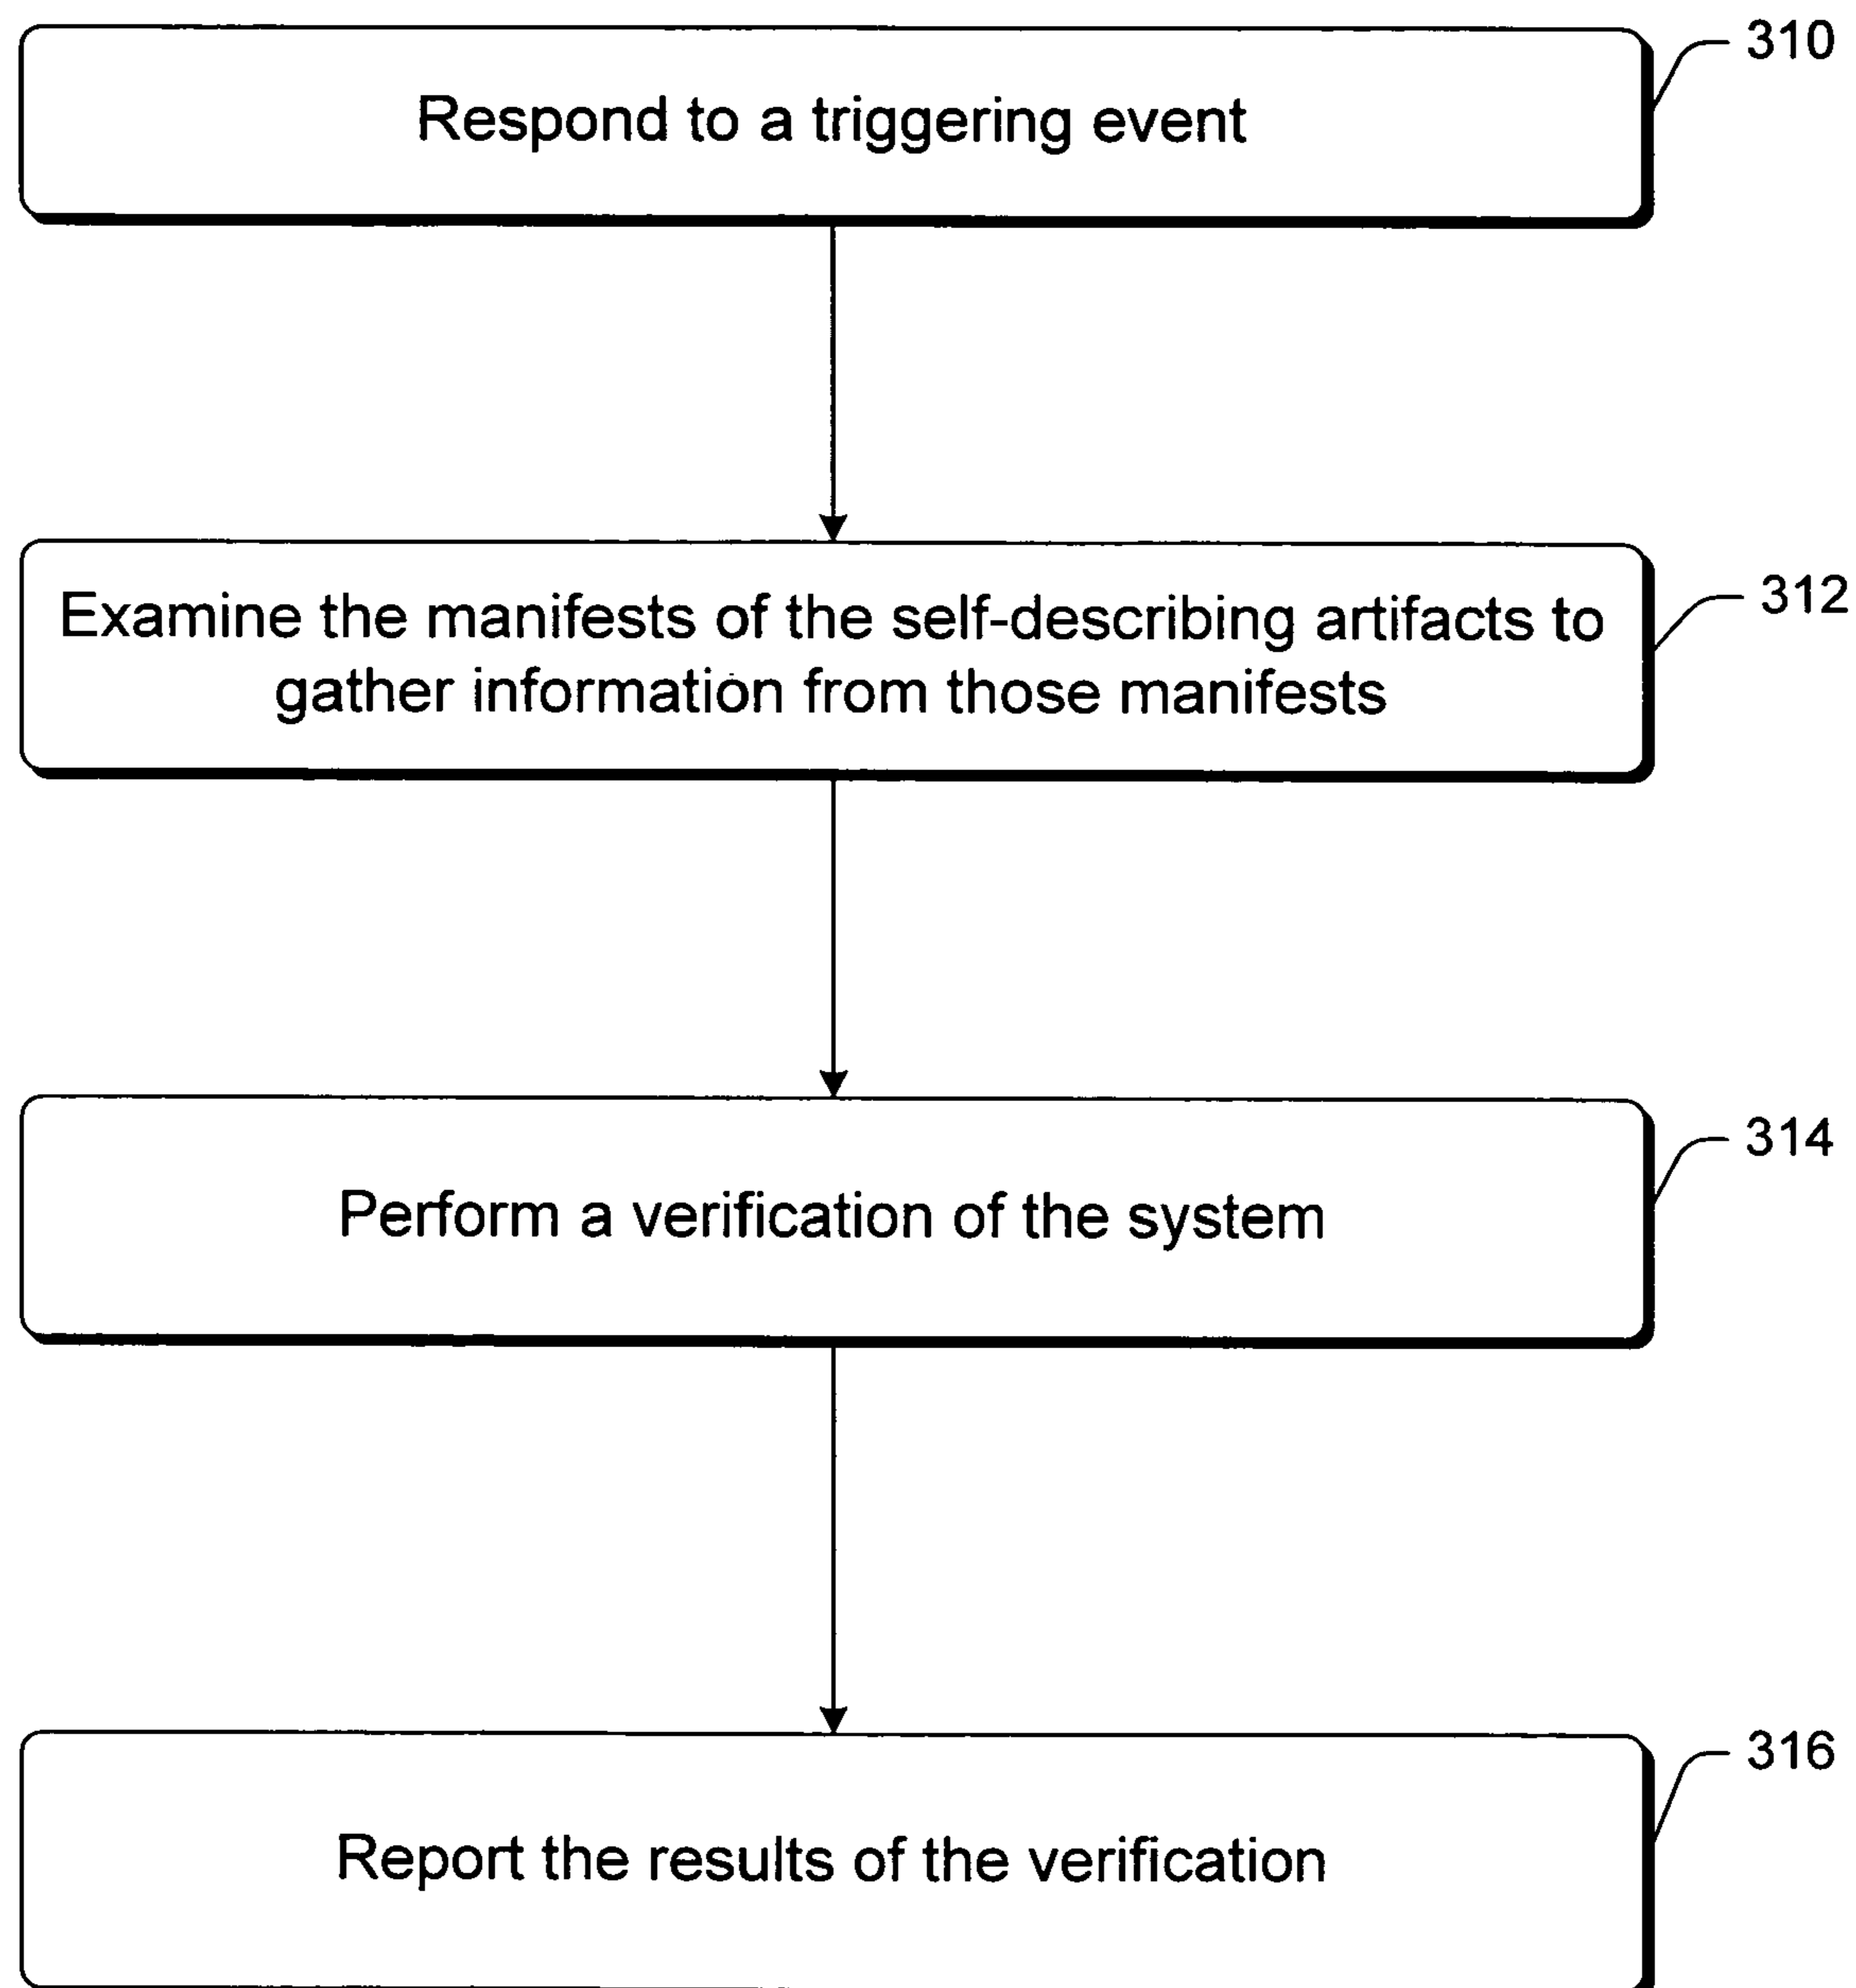 310
Respond to a triggering event
312
Examine the manifests of the self-describing artifacts to
gather information from those manifests
314
Perform a verification of the system
316
Report the results of the verification